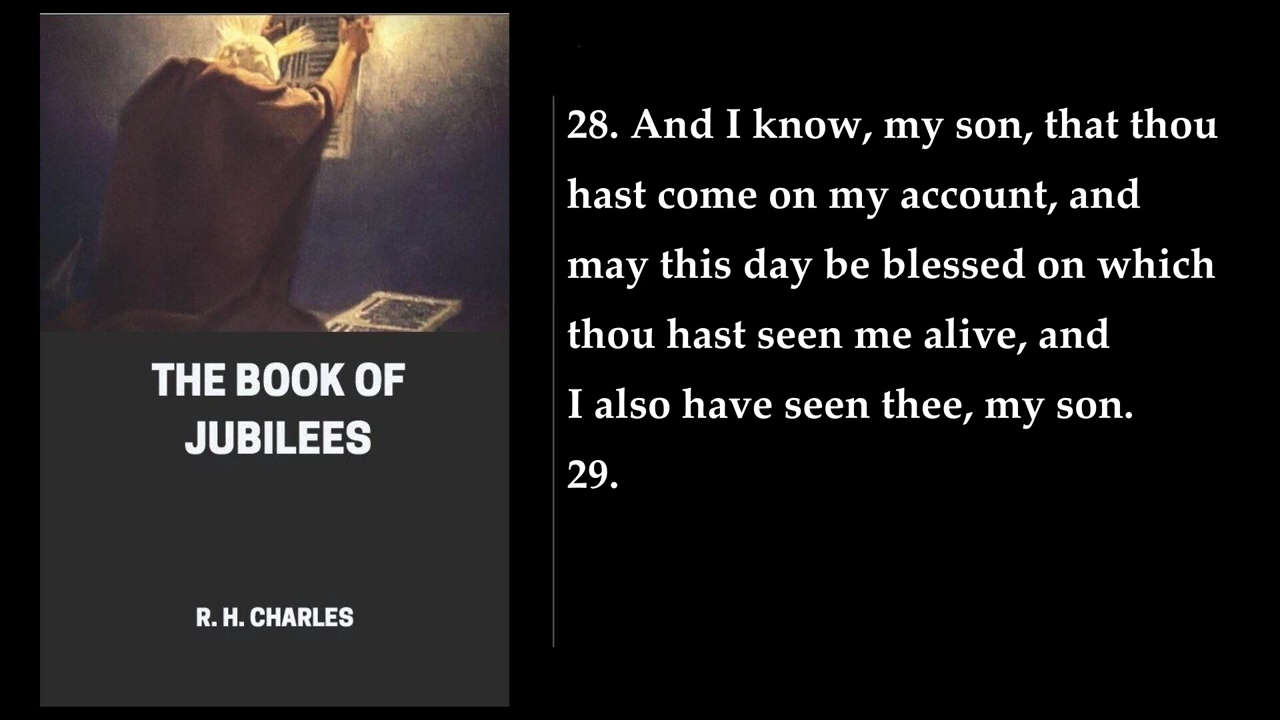 THE BOOK OF
JUBILEES
R. H. CHARLES
28. And I know, my son, that thou
hast come on my account, and
may this day be blessed on which
thou hast seen me alive, and
I also have seen thee, my son.
29.